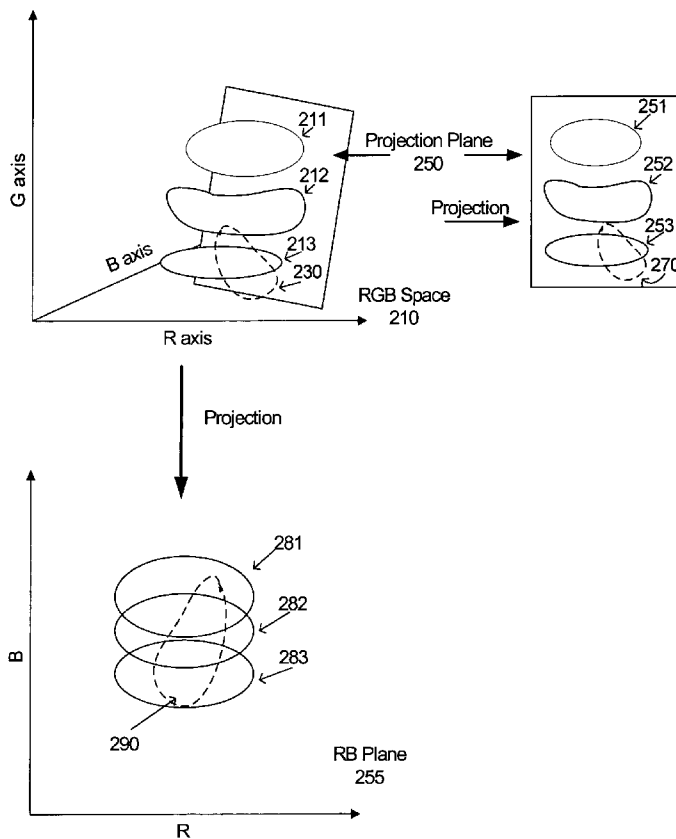 G axis
B axis
R axis
211
212
213
230
RGB Space
210
Projection Plane
250
Projection
251
252
253
270
Projection
281
282
283
290
B
R
RB Plane
255